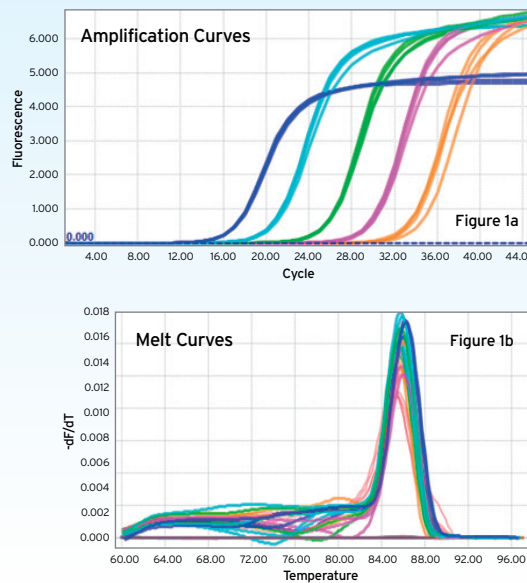 Amplification Curves
6.000
5.000
4.000
3.000
2.000
1.000
0.000
0.000
Fluorescence
Figure 1a
4.00 8.00 12.00 16.00 20.00 24.00 28.00 32.00 36.00 40.00 44.00
Cycle
Melt Curves
Figure 1b
0.018
0.016
0.014
0.012
0.010
0.008
0.006
0.004
0.002
0.000
-dF/dT
60.00 64.00 68.00 72.00 76.00 80.00 84.00 88.00 92.00 96.00
Temperature